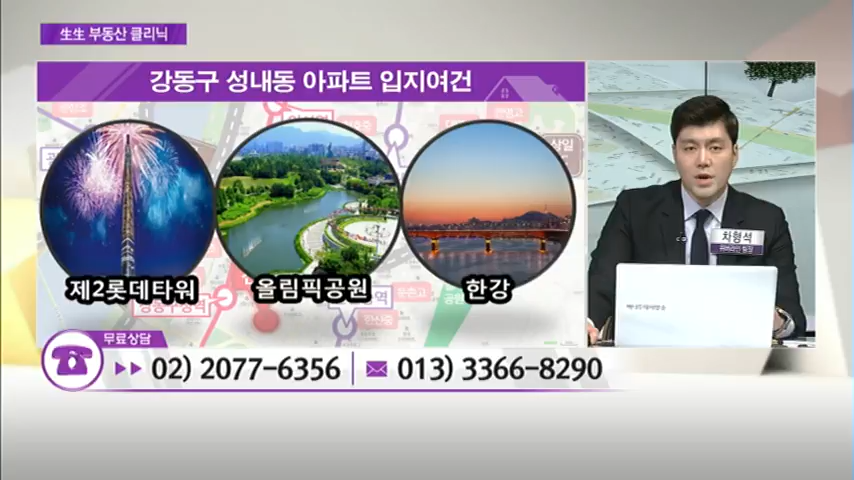 生生 부동산 클리닉
강동구 성내동 아파트 입지여건
제2롯데타워
올림픽공원
한강
차형석
무료상담
02) 2077-6356
013) 3366-8290